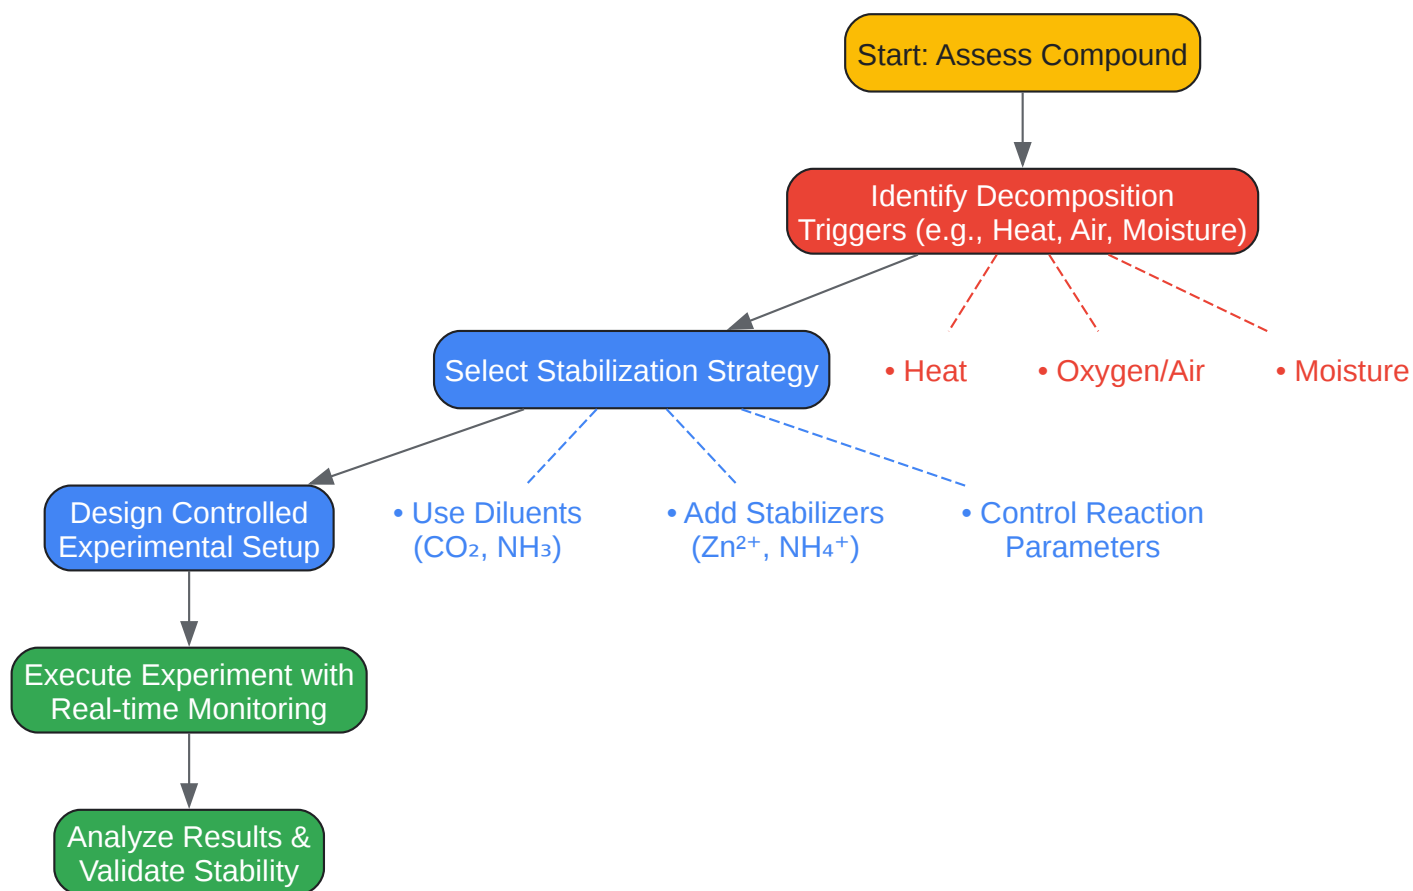 Start: Assess Compound
Identify Decomposition
Triggers (e.g., Heat, Air, Moisture)
Select Stabilization Strategy
• Heat
• Oxygen/Air
• Moisture
Design Controlled
Experimental Setup
• Use Diluents
(CO₂, NH₃)
• Add Stabilizers
(Zn²⁺, NH₄⁺)
• Control Reaction
Parameters
Execute Experiment with
Real-time Monitoring
Analyze Results &
Validate Stability